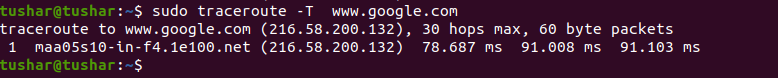 tushar@tushar:~$ sudo traceroute -T  www.google.com
traceroute to www.google.com (216.58.200.132), 30 hops max, 60 byte packets
 1  maa05s10-in-f4.1e100.net (216.58.200.132)  78.687 ms  91.008 ms  91.103 ms
tushar@tushar:~$